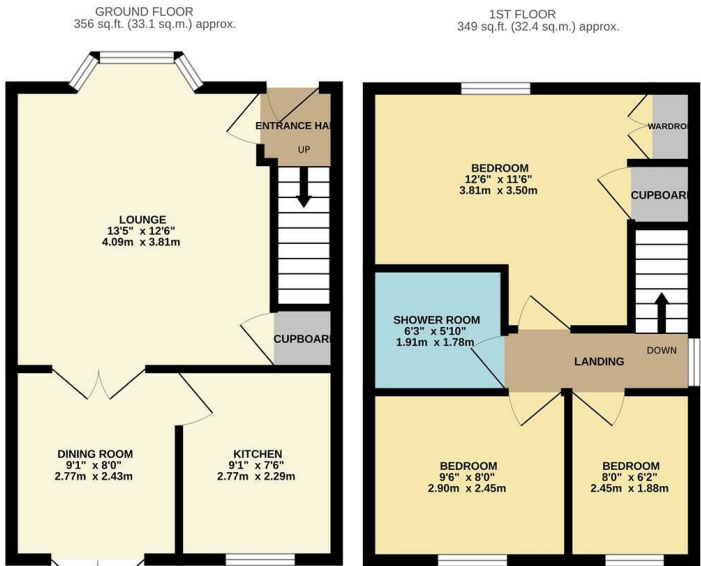 GROUND FLOOR
356 sq.ft. (33.1 sq.m.) approx.
ENTRANCE HA
UP
LOUNGE
13'5" x 12'6"
4.09m x 3.81m
CUPBOAR
DINING ROOM
9'1" x 8'0"
2.77m x 2.43m
KITCHEN
9'1" x 7'6"
2.77m x 2.29m
1ST FLOOR
349 sq.ft. (32.4 sq.m.) approx.
WARDRO
BEDROOM
12'6" x 11'6"
3.81m x 3.50m
CUPBOAR
SHOWER ROOM
6'3" x 5'10"
1.91m x 1.78m
DOWN
LANDING
BEDROOM
9'6" x 8'0"
2.90m x 2.45m
BEDROOM
8'0" x 6'2"
2.45m x 1.88m